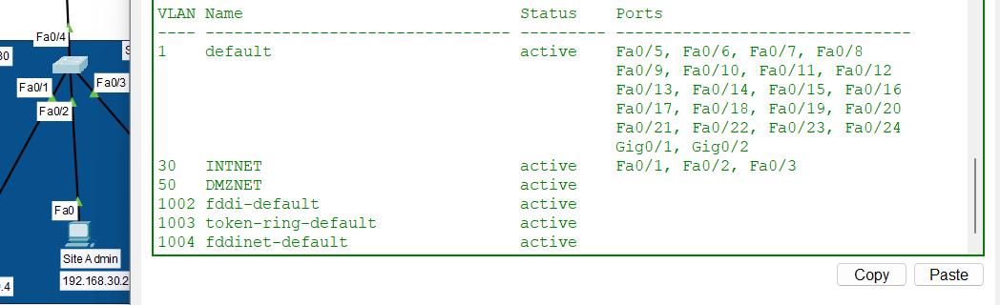 Fa0/4
30
S
Fa0/1
Fa0/3
Fa0/2
Fa0
Site Admin
192.168.30.2
.4
VLAN Name Status Ports
---- -------------------------------- --------- -------------------------------
1 default active Fa0/5, Fa0/6, Fa0/7, Fa0/8
Fa0/9, Fa0/10, Fa0/11, Fa0/12
Fa0/13, Fa0/14, Fa0/15, Fa0/16
Fa0/17, Fa0/18, Fa0/19, Fa0/20
Fa0/21, Fa0/22, Fa0/23, Fa0/24
Gig0/1, Gig0/2
30 INTNET active Fa0/1, Fa0/2, Fa0/3
50 DMZNET active
1002 fddi-default active
1003 token-ring-default active
1004 fddinet-default active
Copy Paste